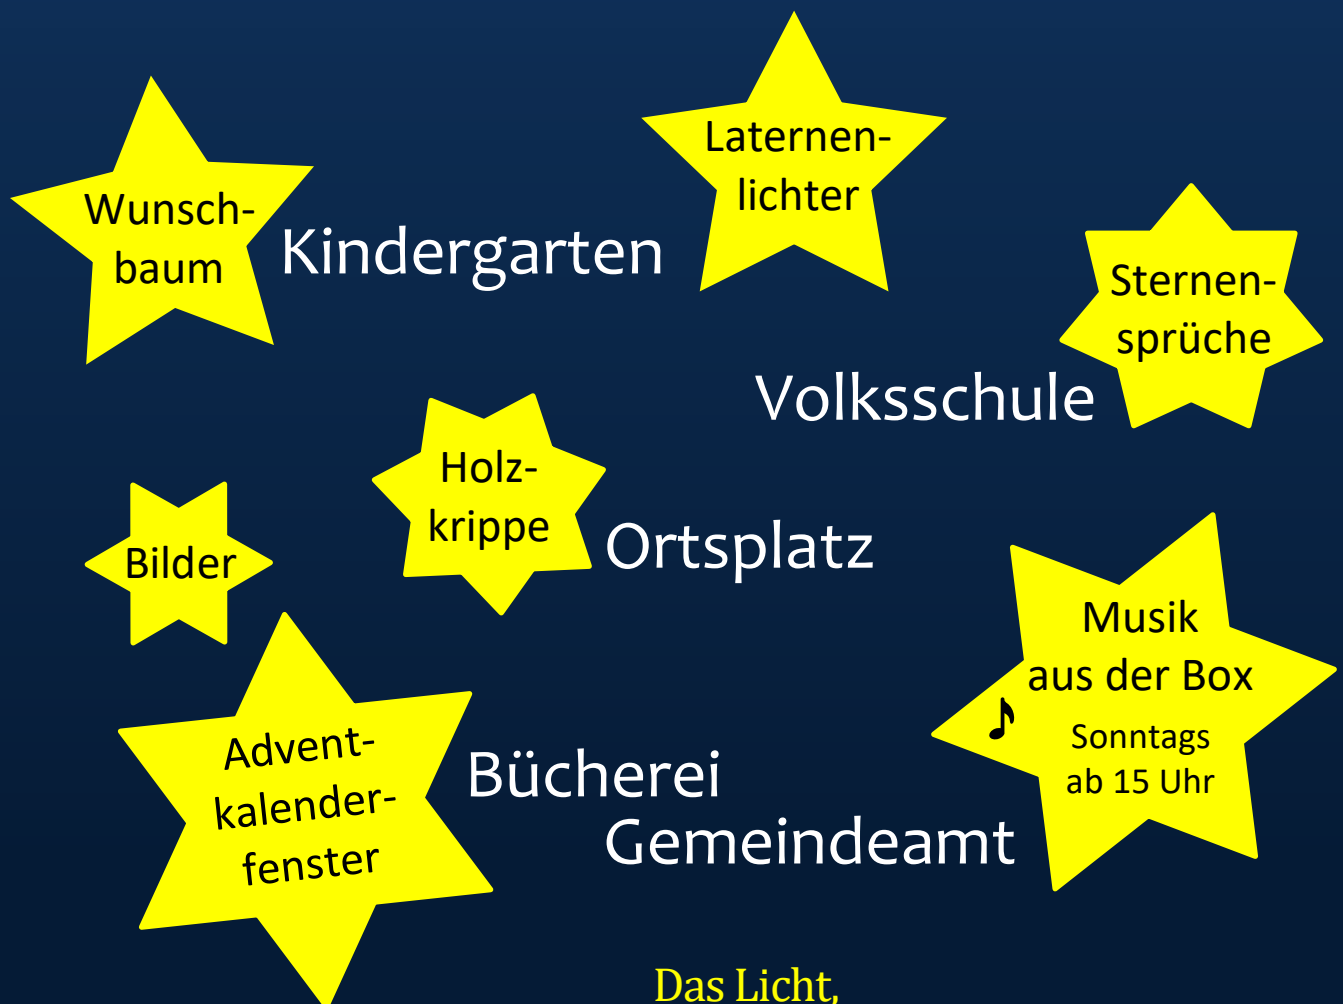 Laternen-
lichter
Wunsch-
baum
Kindergarten
Sternen-
sprüche
Volksschule
Holz-
krippe
Ortsplatz
Bilder
Musik
aus der Box
Sonntags
ab 15 Uhr
Advent-
kalender-
fenster
Bücherei
Gemeindeamt
Das Licht,